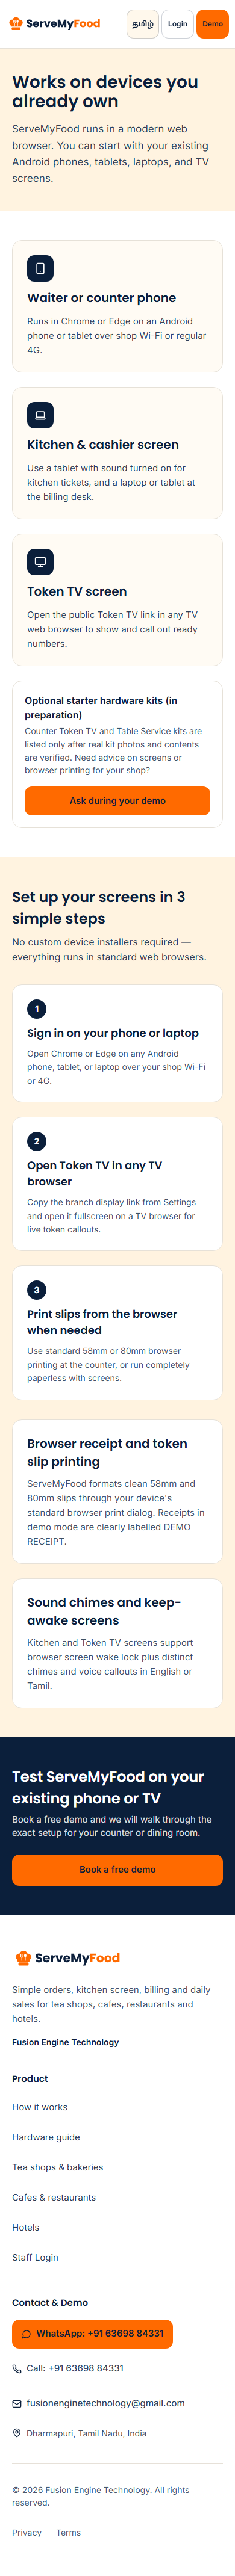 ServeMyFood
தமிழ்
Login
Demo
Works on devices you
already own
ServeMyFood runs in a modern web
browser. You can start with your existing
Android phones, tablets, laptops, and TV
screens.
Waiter or counter phone
Runs in Chrome or Edge on an Android
phone or tablet over shop Wi-Fi or regular
4G.
Kitchen & cashier screen
Use a tablet with sound turned on for
kitchen tickets, and a laptop or tablet at
the billing desk.
Token TV screen
Open the public Token TV link in any TV
web browser to show and call out ready
numbers.
Optional starter hardware kits (in
preparation)
Counter Token TV and Table Service kits are
listed only after real kit photos and contents
are verified. Need advice on screens or
browser printing for your shop?
Ask during your demo
Set up your screens in 3
simple steps
No custom device installers required —
everything runs in standard web browsers.
1
Sign in on your phone or laptop
Open Chrome or Edge on any Android
phone, tablet, or laptop over your shop Wi-Fi
or 4G.
2
Open Token TV in any TV
browser
Copy the branch display link from Settings
and open it fullscreen on a TV browser for
live token callouts.
3
Print slips from the browser
when needed
Use standard 58mm or 80mm browser
printing at the counter, or run completely
paperless with screens.
Browser receipt and token
slip printing
ServeMyFood formats clean 58mm and
80mm slips through your device's
standard browser print dialog. Receipts in
demo mode are clearly labelled DEMO
RECEIPT.
Sound chimes and keep-
awake screens
Kitchen and Token TV screens support
browser screen wake lock plus distinct
chimes and voice callouts in English or
Tamil.
Test ServeMyFood on your
existing phone or TV
Book a free demo and we will walk through the
exact setup for your counter or dining room.
Book a free demo
ServeMyFood
Simple orders, kitchen screen, billing and daily
sales for tea shops, cafes, restaurants and
hotels.
Fusion Engine Technology
Product
How it works
Hardware guide
Tea shops & bakeries
Cafes & restaurants
Hotels
Staff Login
Contact & Demo
WhatsApp: +91 63698 84331
Call: +91 63698 84331
fusionenginetechnology@gmail.com
Dharmapuri, Tamil Nadu, India
© 2026 Fusion Engine Technology. All rights
reserved.
Privacy
Terms